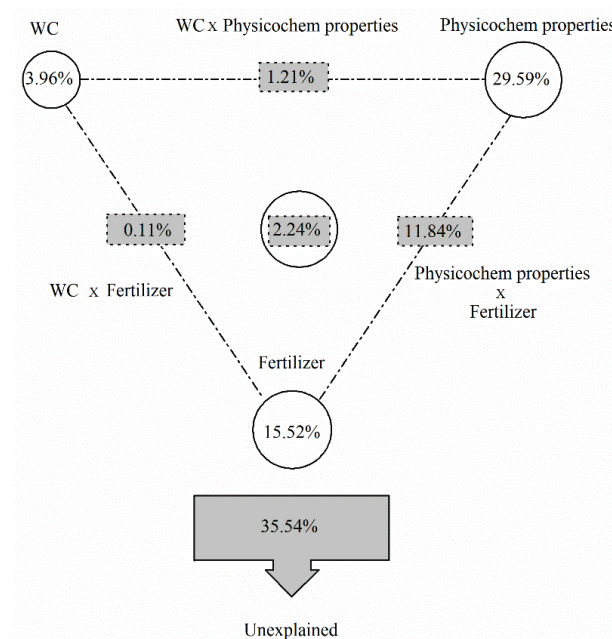 WC
WC x Physicochem properties
Physicochem properties
3.96%
1.21%
29.59%
0.11%
2.24%
11.84%
WC x Fertilizer
Physicochem properties
x
Fertilizer
Fertilizer
15.52%
35.54%
Unexplained